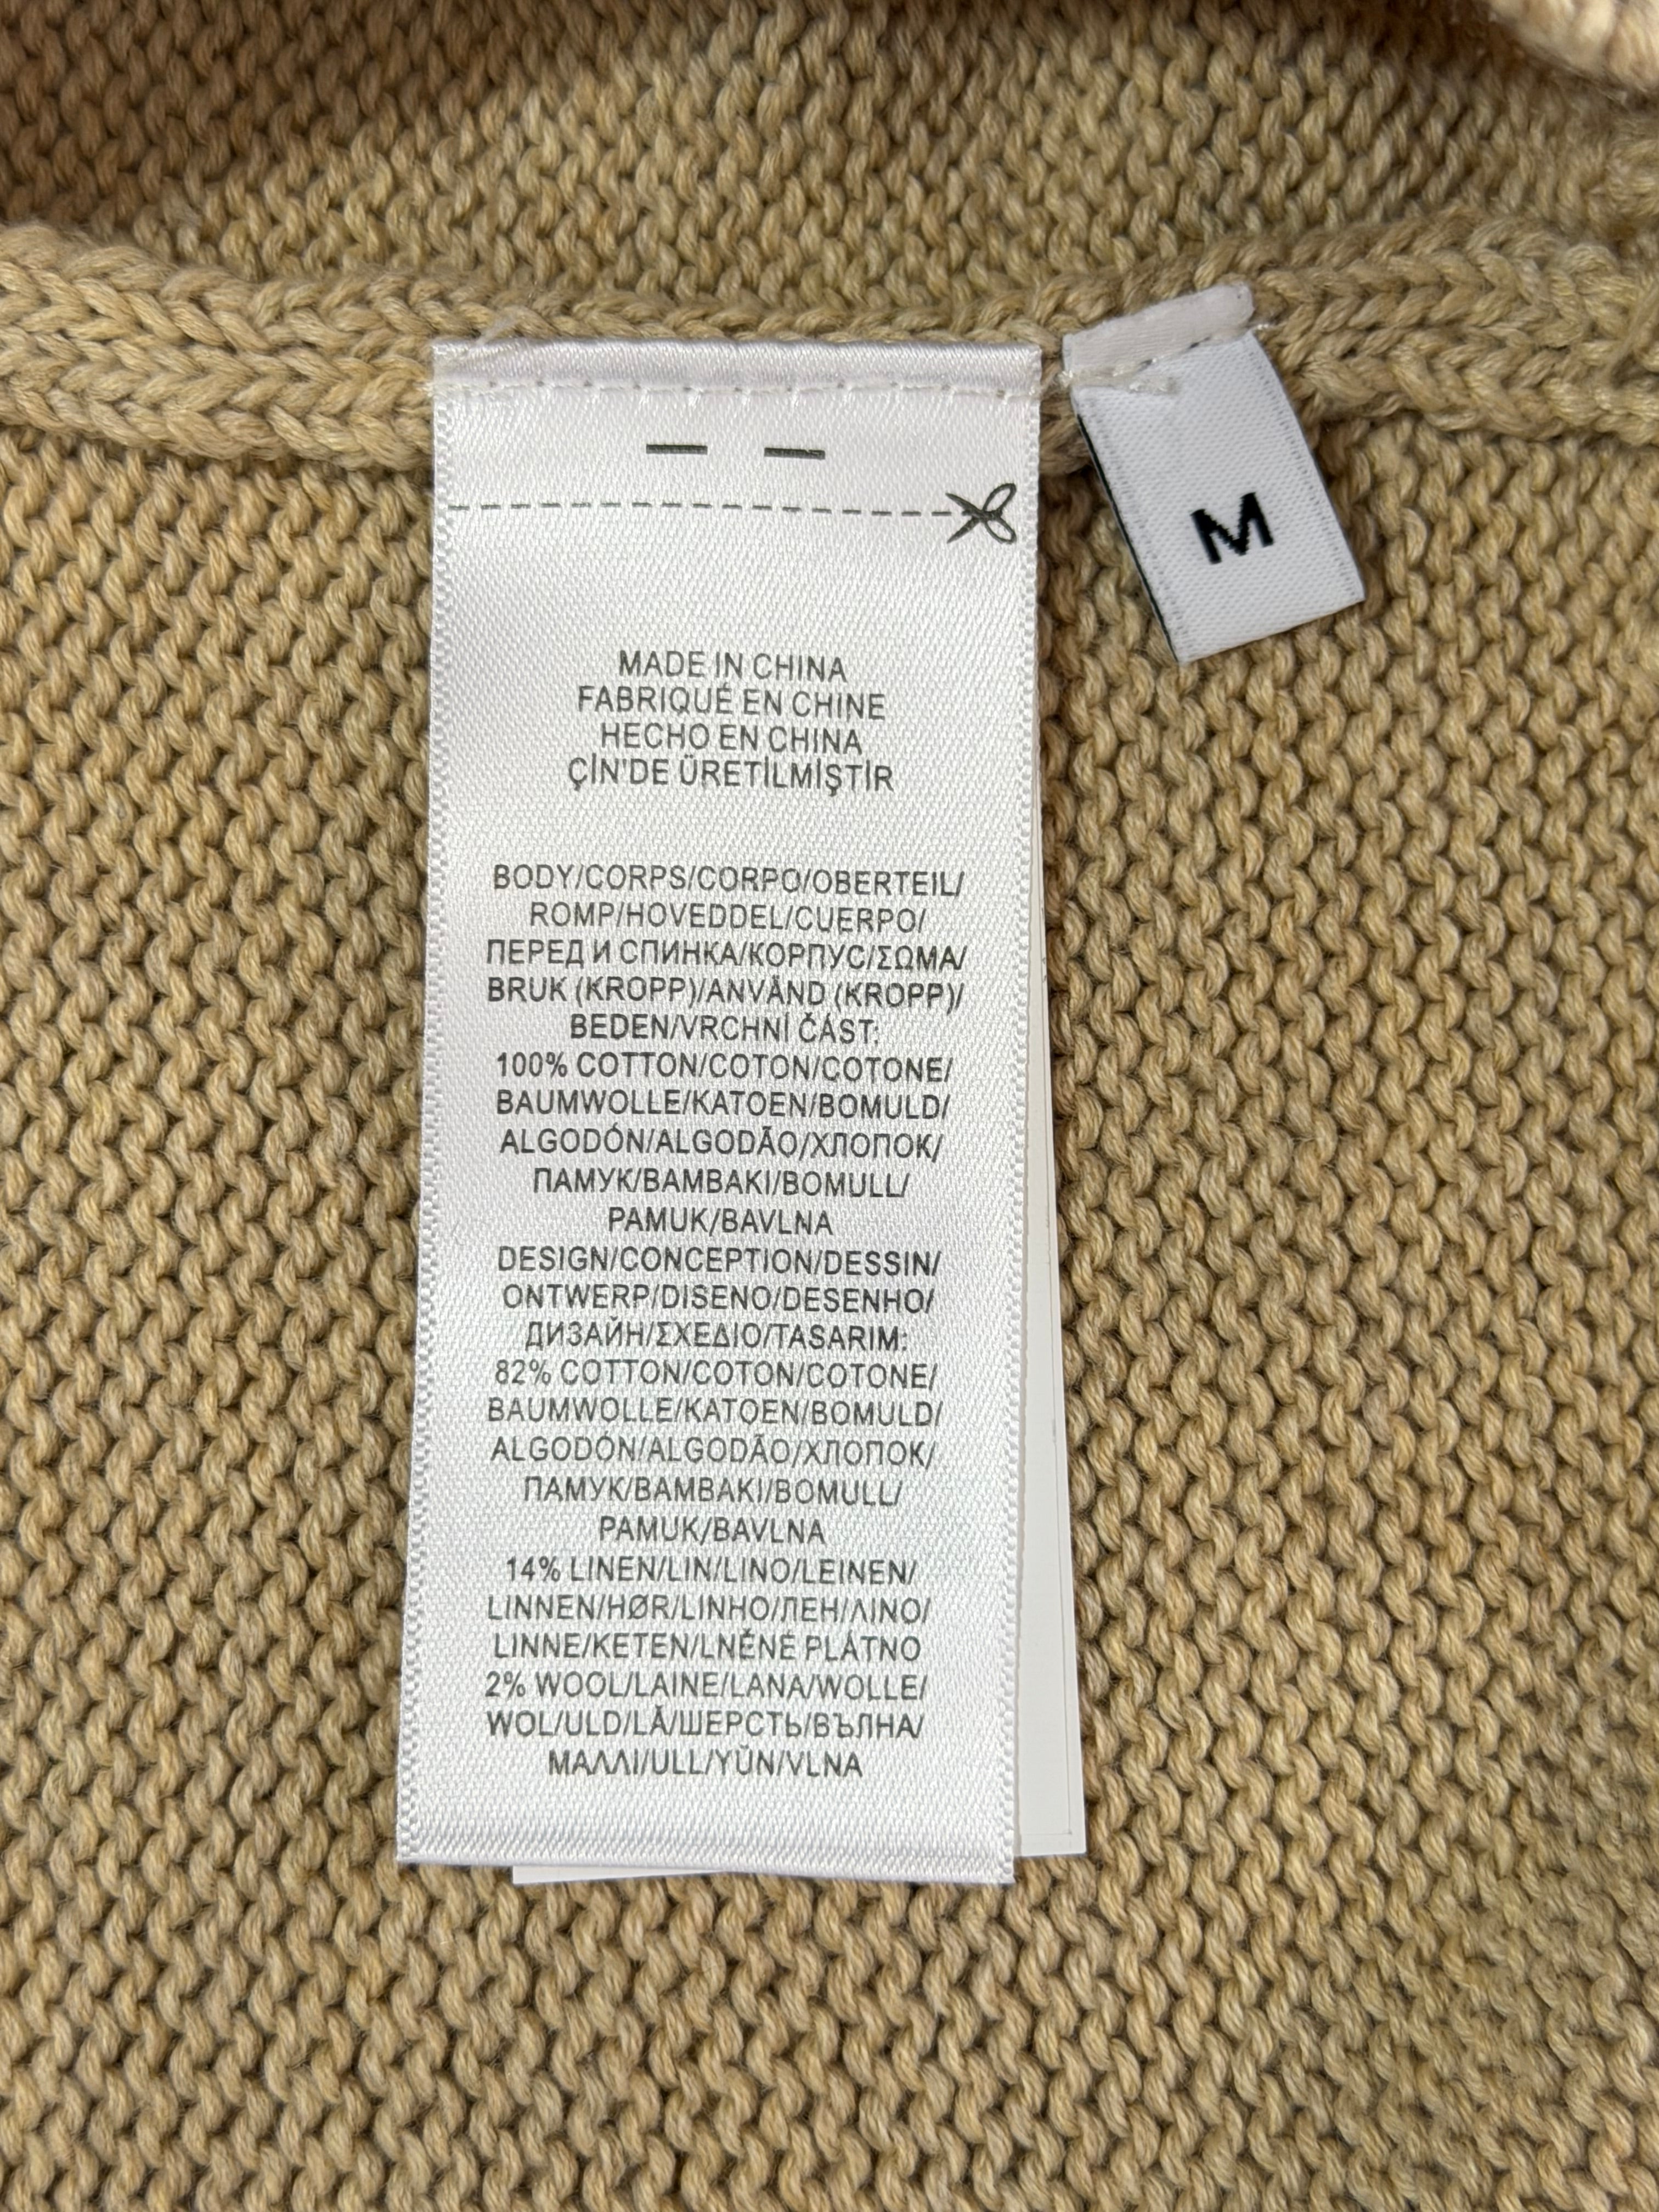 M
MADE IN CHINA
FABRIQUÉ EN CHINE
HECHO EN CHINA
ÇİN'DE ÜRETİLMİŞTİR
BODY/CORPS/CORPO/OBERTEIL/
ROMP/HOVEDDEL/CUERPO/
ПЕРЕД И СПИНКА/КОРПУС/ΣΩΜΑ/
BRUK (KROPP)/ANVÄND (KROPP)/
BEDEN/VRCHNÍ ČÁST:
100% COTTON/COTON/COTONE/
BAUMWOLLE/KATOEN/BOMULD/
ALGODÓN/ALGODÃO/ХЛОПОК/
ПАМУК/BAMBAKI/BOMULL/
PAMUK/BAVLNA
DESIGN/CONCEPTION/DESSIN/
ONTWERP/DISENO/DESENHO/
ДИЗАЙН/ΣΧΕΔΙΟ/TASARIM:
82% COTTON/COTON/COTONE/
BAUMWOLLE/KATOEN/BOMULD/
ALGODÓN/ALGODÃO/ХЛОПОК/
ПАМУК/BAMBAKI/BOMULL/
PAMUK/BAVLNA
14% LINEN/LIN/LINO/LEINEN/
LINNEN/HØR/LINHO/ЛЕН/ΛΙΝΟ/
LINNE/KETEN/LNĚNÉ PLÁTNO
2% WOOL/LAINE/LANA/WOLLE/
WOL/ULD/LÃ/ШЕРСТЬ/ВЪЛНА/
ΜΑΛΛΙ/ULL/YÜN/VLNA